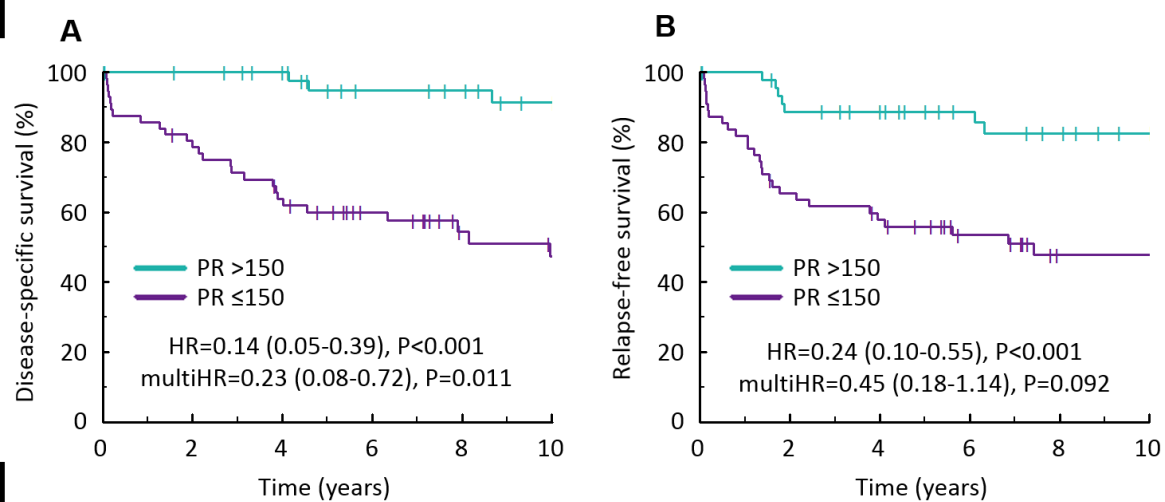 A
Disease-specific survival (%)
100
80
60
40
20
0
PR >150
PR ≤150
HR=0.14 (0.05-0.39), P<0.001
multiHR=0.23 (0.08-0.72), P=0.011
0 2 4 6 8 10
Time (years)
B
Relapse-free survival (%)
100
80
60
40
20
0
PR >150
PR ≤150
HR=0.24 (0.10-0.55), P<0.001
multiHR=0.45 (0.18-1.14), P=0.092
0 2 4 6 8 10
Time (years)